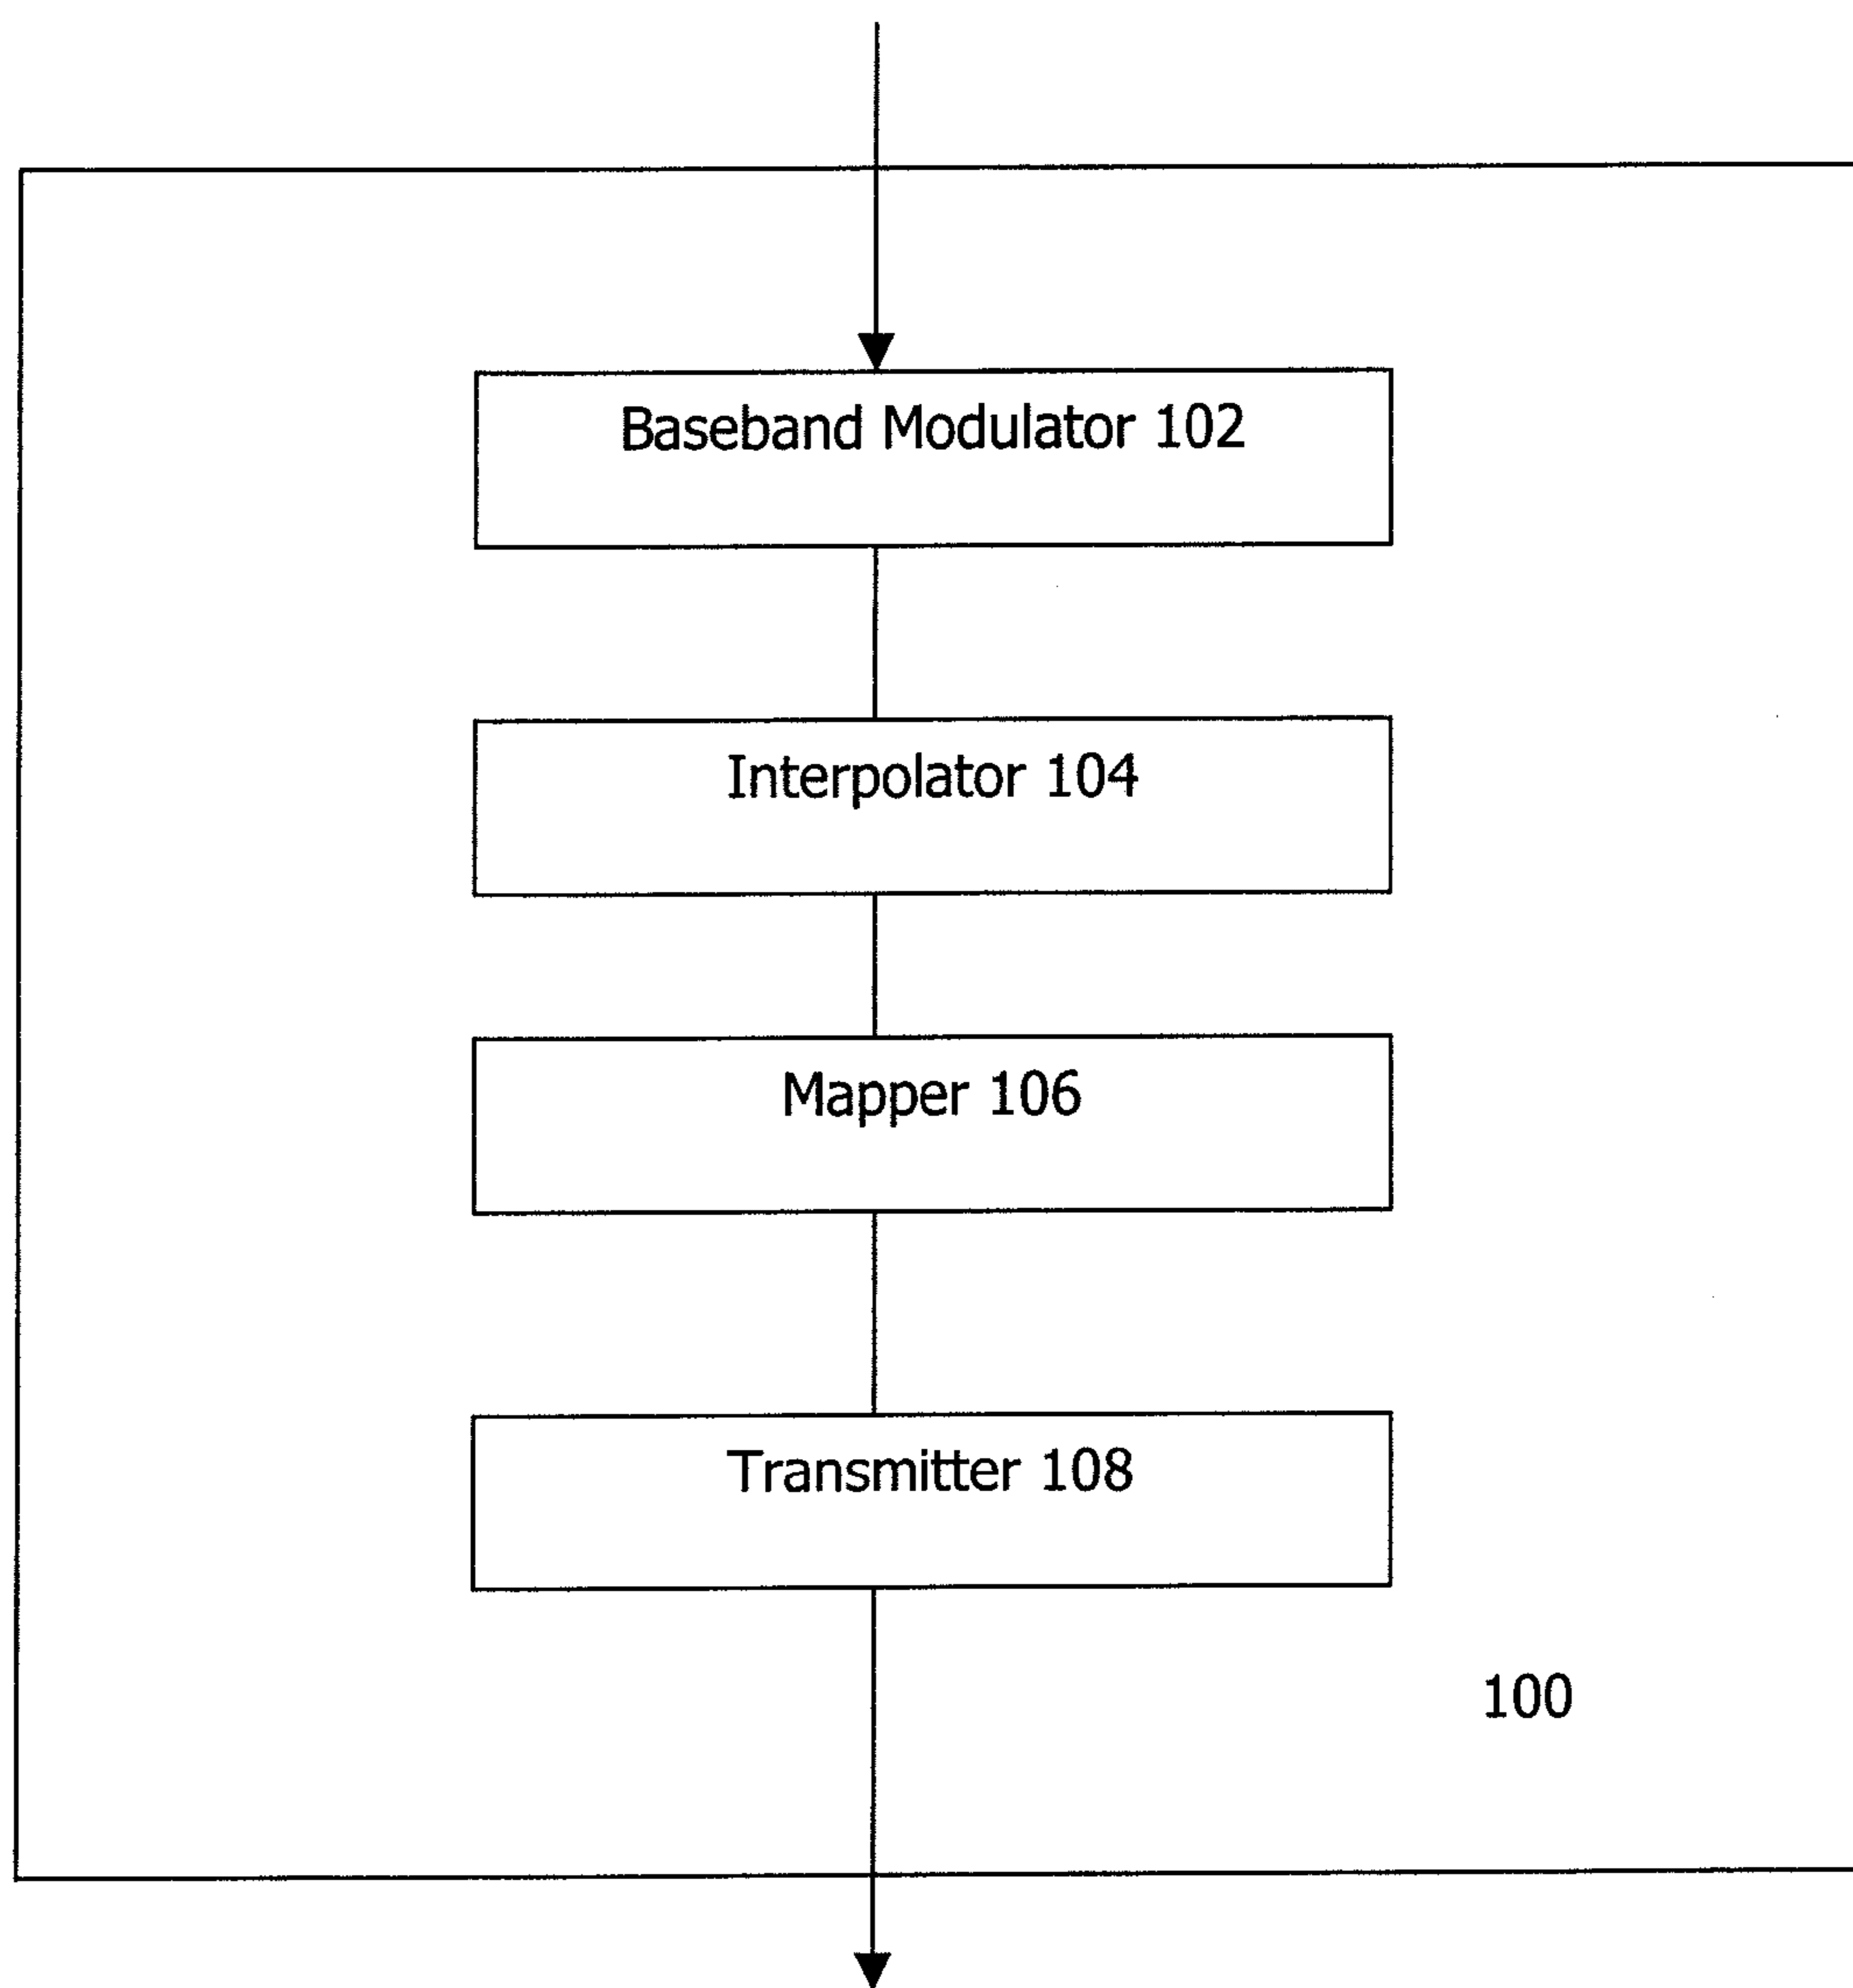 Baseband Modulator 102
Interpolator 104
Mapper 106
Transmitter 108
100